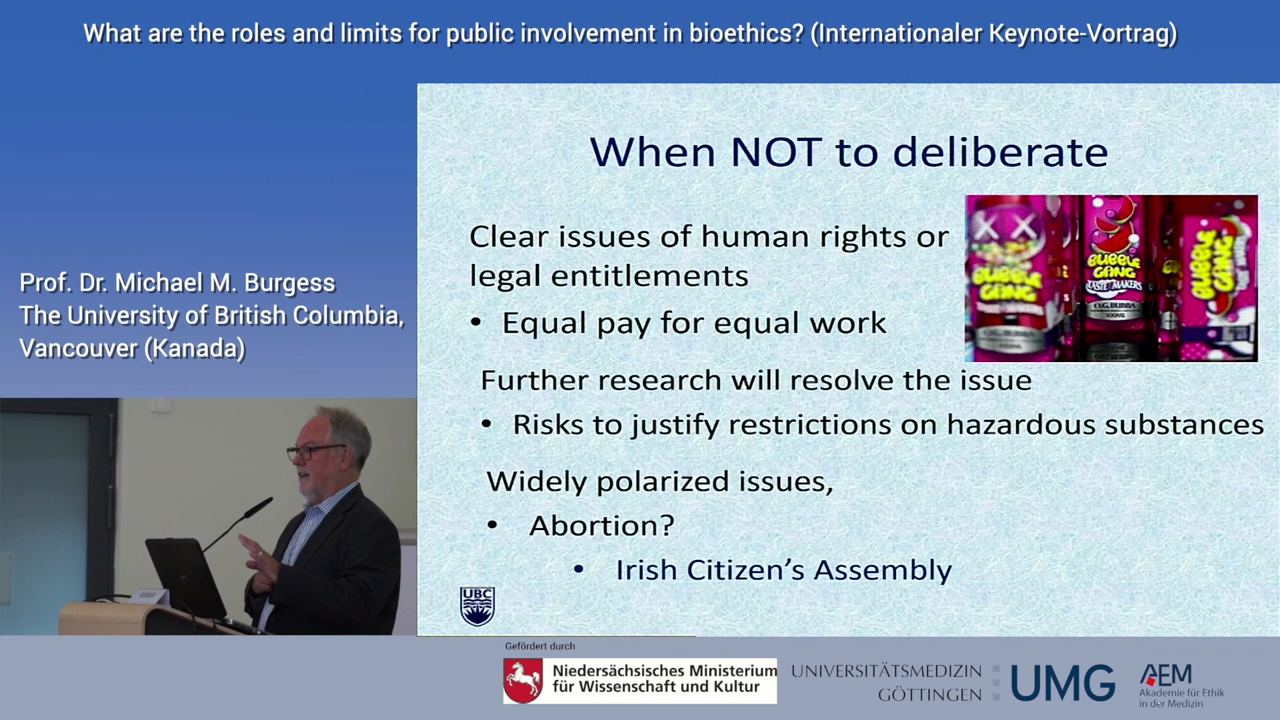 What are the roles and limits for public involvement in bioethics? (Internationaler Keynote-Vortrag)
Prof. Dr. Michael M. Burgess
The University of British Columbia,
Vancouver (Kanada)
When NOT to deliberate
Clear issues of human rights or
legal entitlements
• Equal pay for equal work
BUBBLE
GANG
BUBBLE
GANG
TASTE MAKERS
O.G. BUBBA
BUBBLE
GANG
Further research will resolve the issue
• Risks to justify restrictions on hazardous substances
Widely polarized issues,
• Abortion?
• Irish Citizen’s Assembly
UBC
Gefördert durch
Niedersächsisches Ministerium
für Wissenschaft und Kultur
UNIVERSITÄTSMEDIZIN
GÖTTINGEN
UMG
AEM
Akademie für Ethik
in der Medizin